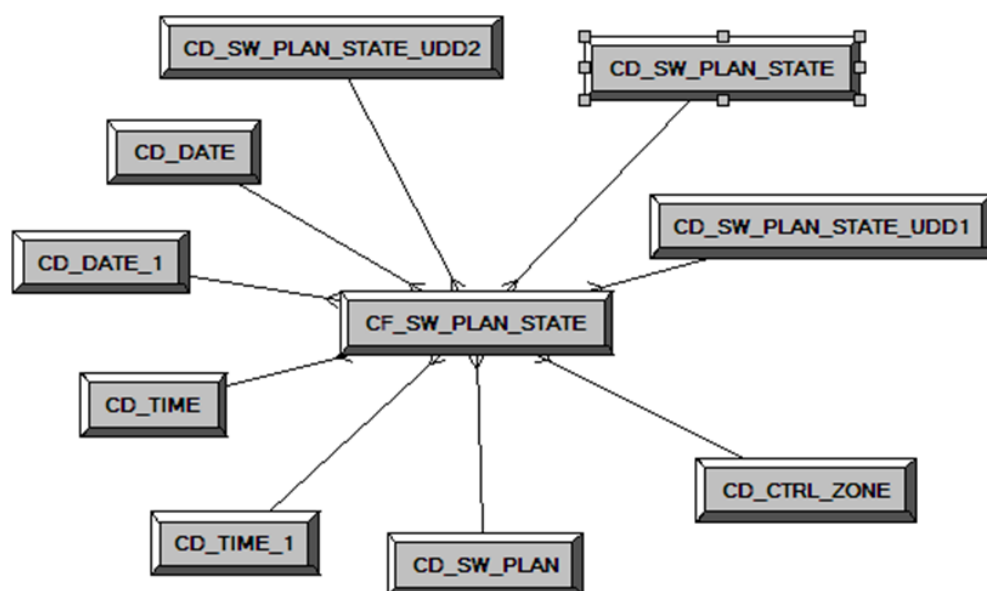 CD_SW_PLAN_STATE_UDD2
CD_SW_PLAN_STATE
CD_DATE
CD_SW_PLAN_STATE_UDD1
CD_DATE_1
CF_SW_PLAN_STATE
CD_TIME
CD_CTRL_ZONE
CD_TIME_1
CD_SW_PLAN